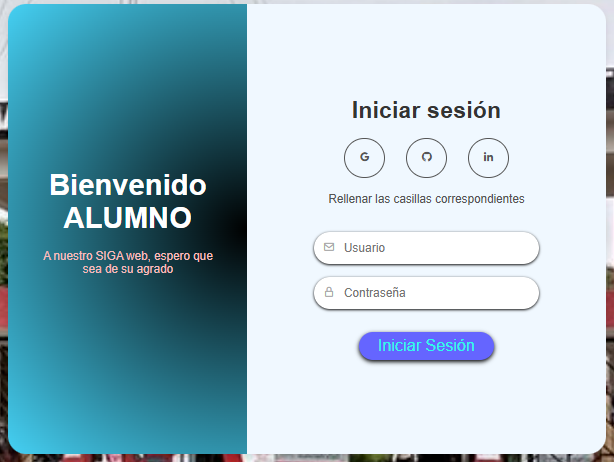 Bienvenido
ALUMNO
A nuestro SIGA web, espero que
sea de su agrado
Iniciar sesión
G
in
Rellenar las casillas correspondientes
Usuario
Contraseña
Iniciar Sesión